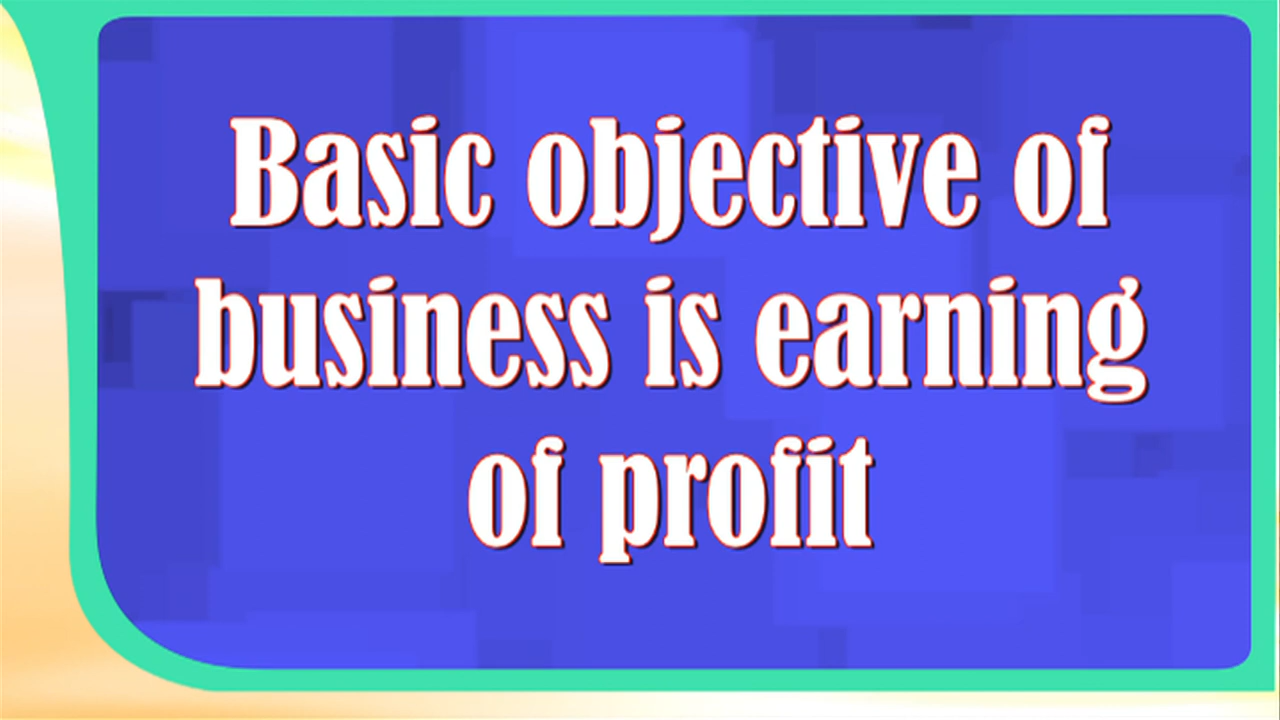 Basic objective of
business is earning
of profit